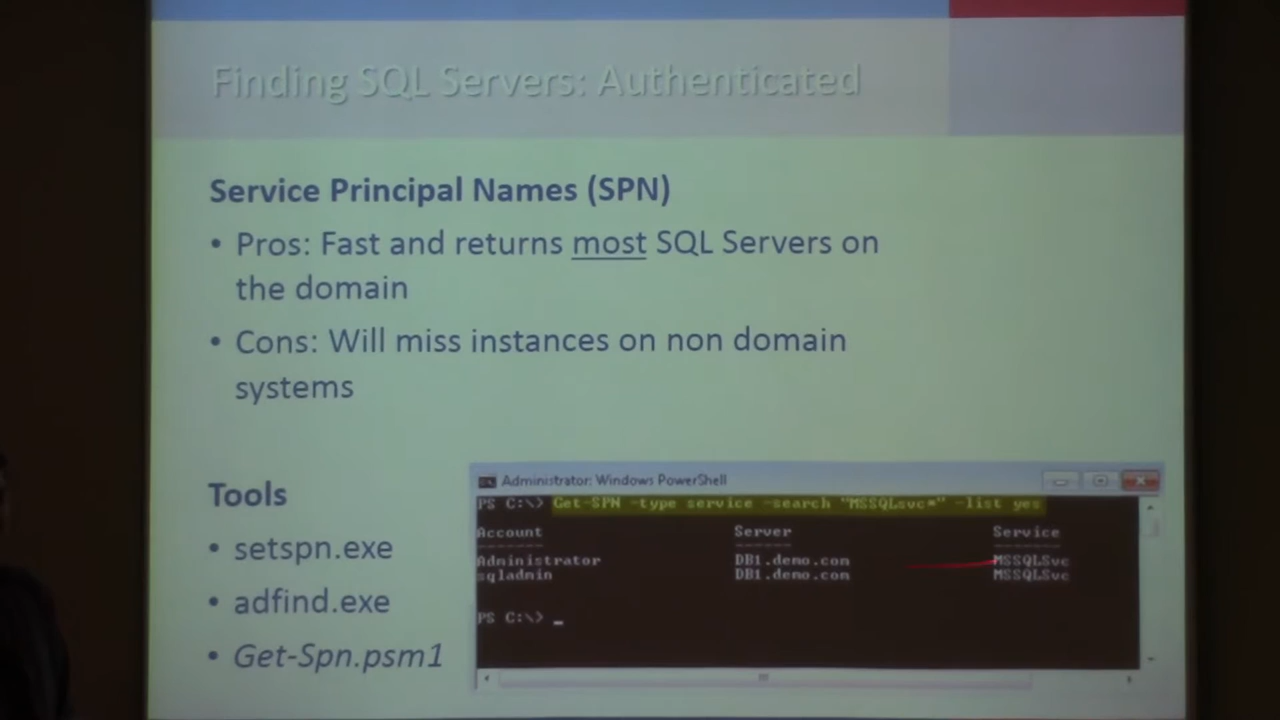 Finding SQL Servers: Authenticated
Service Principal Names (SPN)
• Pros: Fast and returns most SQL Servers on
the domain
• Cons: Will miss instances on non domain
systems
Tools
• setspn.exe
• adfind.exe
• Get-Spn.psm1
Administrator: Windows PowerShell
PS C:\> Get-SPN -type service -search "MSSQLsvc*" -list yes
Account Server Service
------- ------ -------
Administrator DB1.demo.com MSSQLSvc
sqladmin DB1.demo.com MSSQLSvc
PS C:\> _